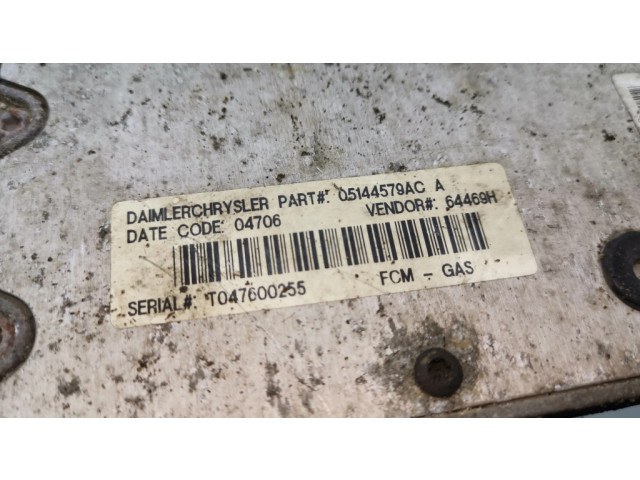 DAIMLERCHRYSLER PART#: 05144579AC A
DATE CODE: 04706 VENDOR#: 64469H
SERIAL#: T047600255 FCM - GAS